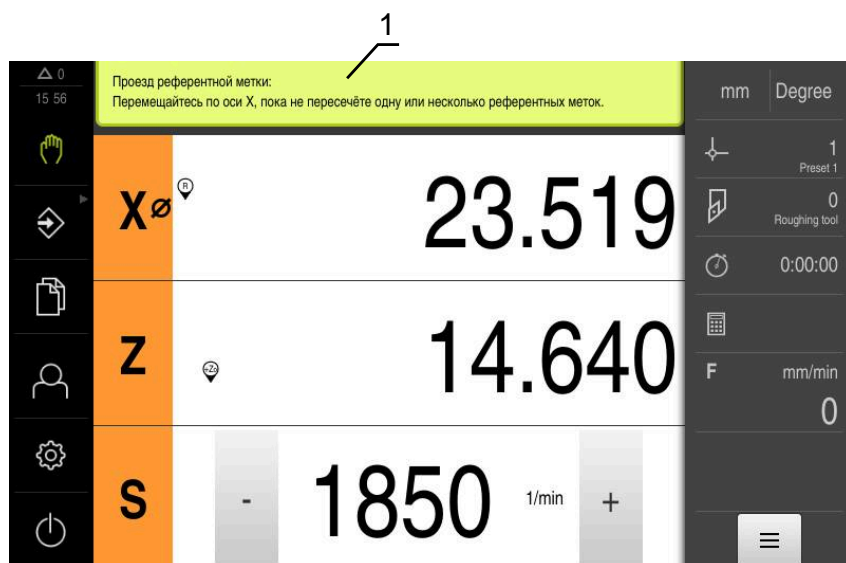 1
0
15 56
Проезд референтной метки:
Перемещайтесь по оси X, пока не пересечёте одну или несколько референтных меток.
mm Degree
X⌀ R 23.519
1
Preset 1
0
Roughing tool
0:00:00
Z +Zo 14.640
F mm/min
0
S - 1850 1/min +